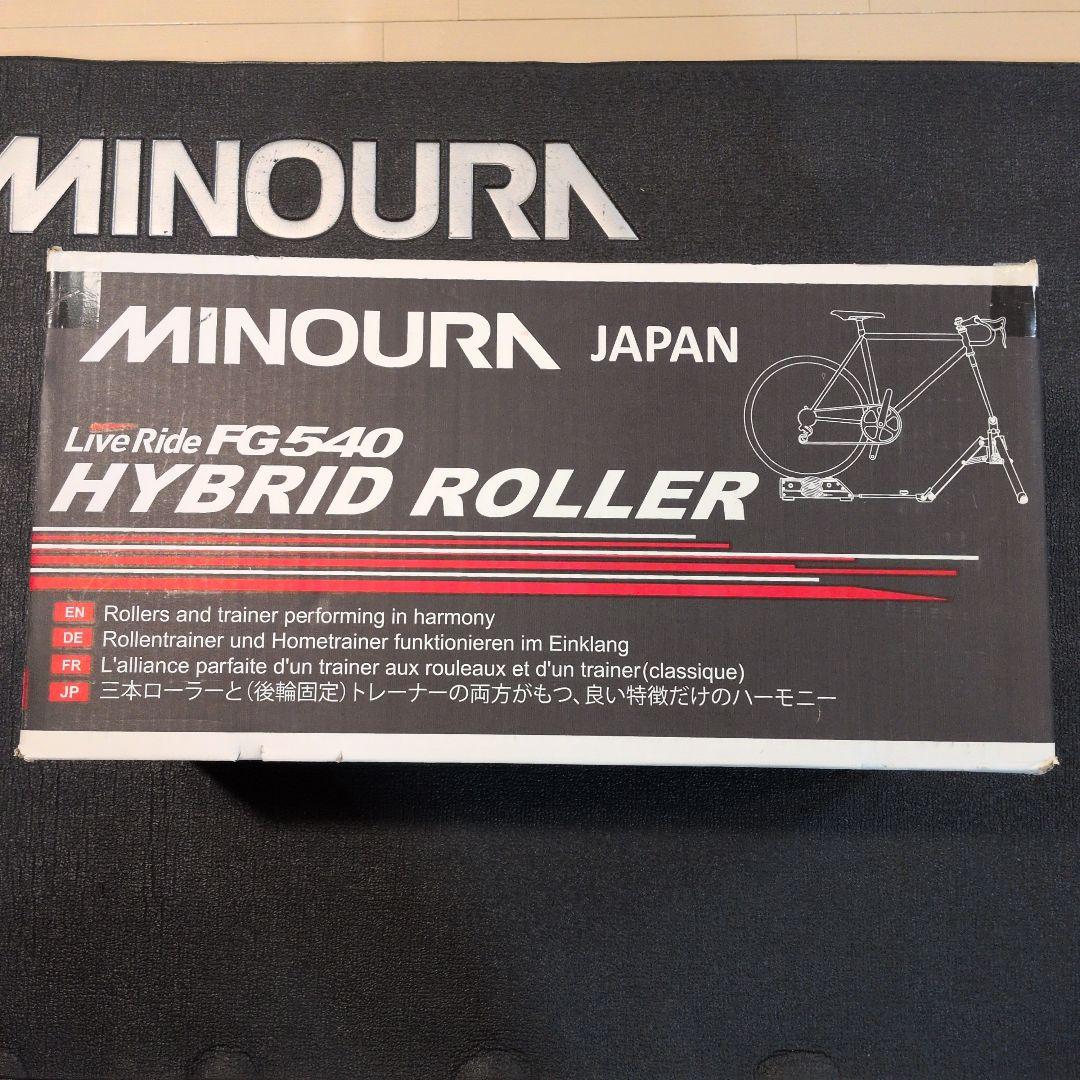 MINOURA
MINOURA JAPAN
Live Ride FG540
HYBRID ROLLER
EN Rollers and trainer performing in harmony
DE Rollentrainer und Hometrainer funktionieren im Einklang
FR L'alliance parfaite d'un trainer aux rouleaux et d'un trainer(classique)
JP 三本ローラーと(後輪固定)トレーナーの両方がもつ、良い特徴だけのハーモニー